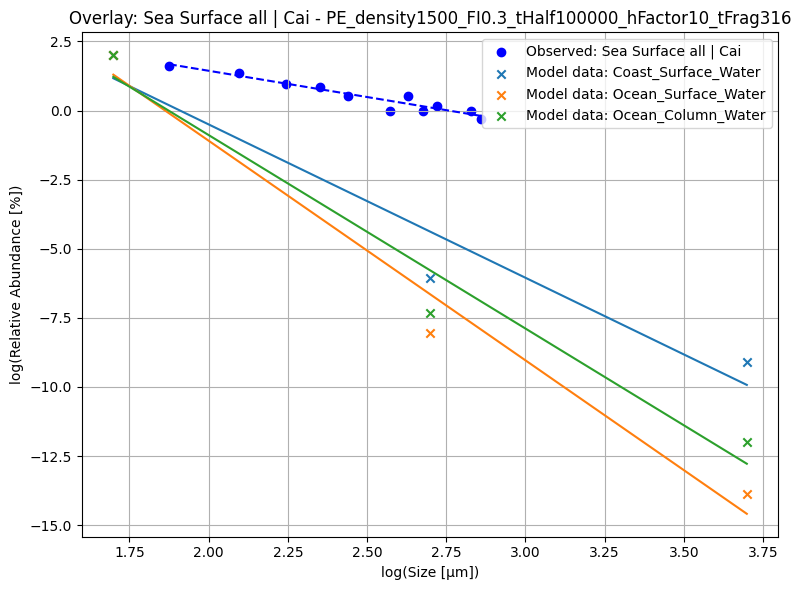 Overlay: Sea Surface all | Cai - PE_density1500_FI0.3_tHalf100000_hFactor10_tFrag316
Observed: Sea Surface all | Cai
Model data: Coast_Surface_Water
Model data: Ocean_Surface_Water
Model data: Ocean_Column_Water
log(Relative Abundance [%])
2.5
0.0
−2.5
−5.0
−7.5
−10.0
−12.5
−15.0
1.75 2.00 2.25 2.50 2.75 3.00 3.25 3.50 3.75
log(Size [µm])